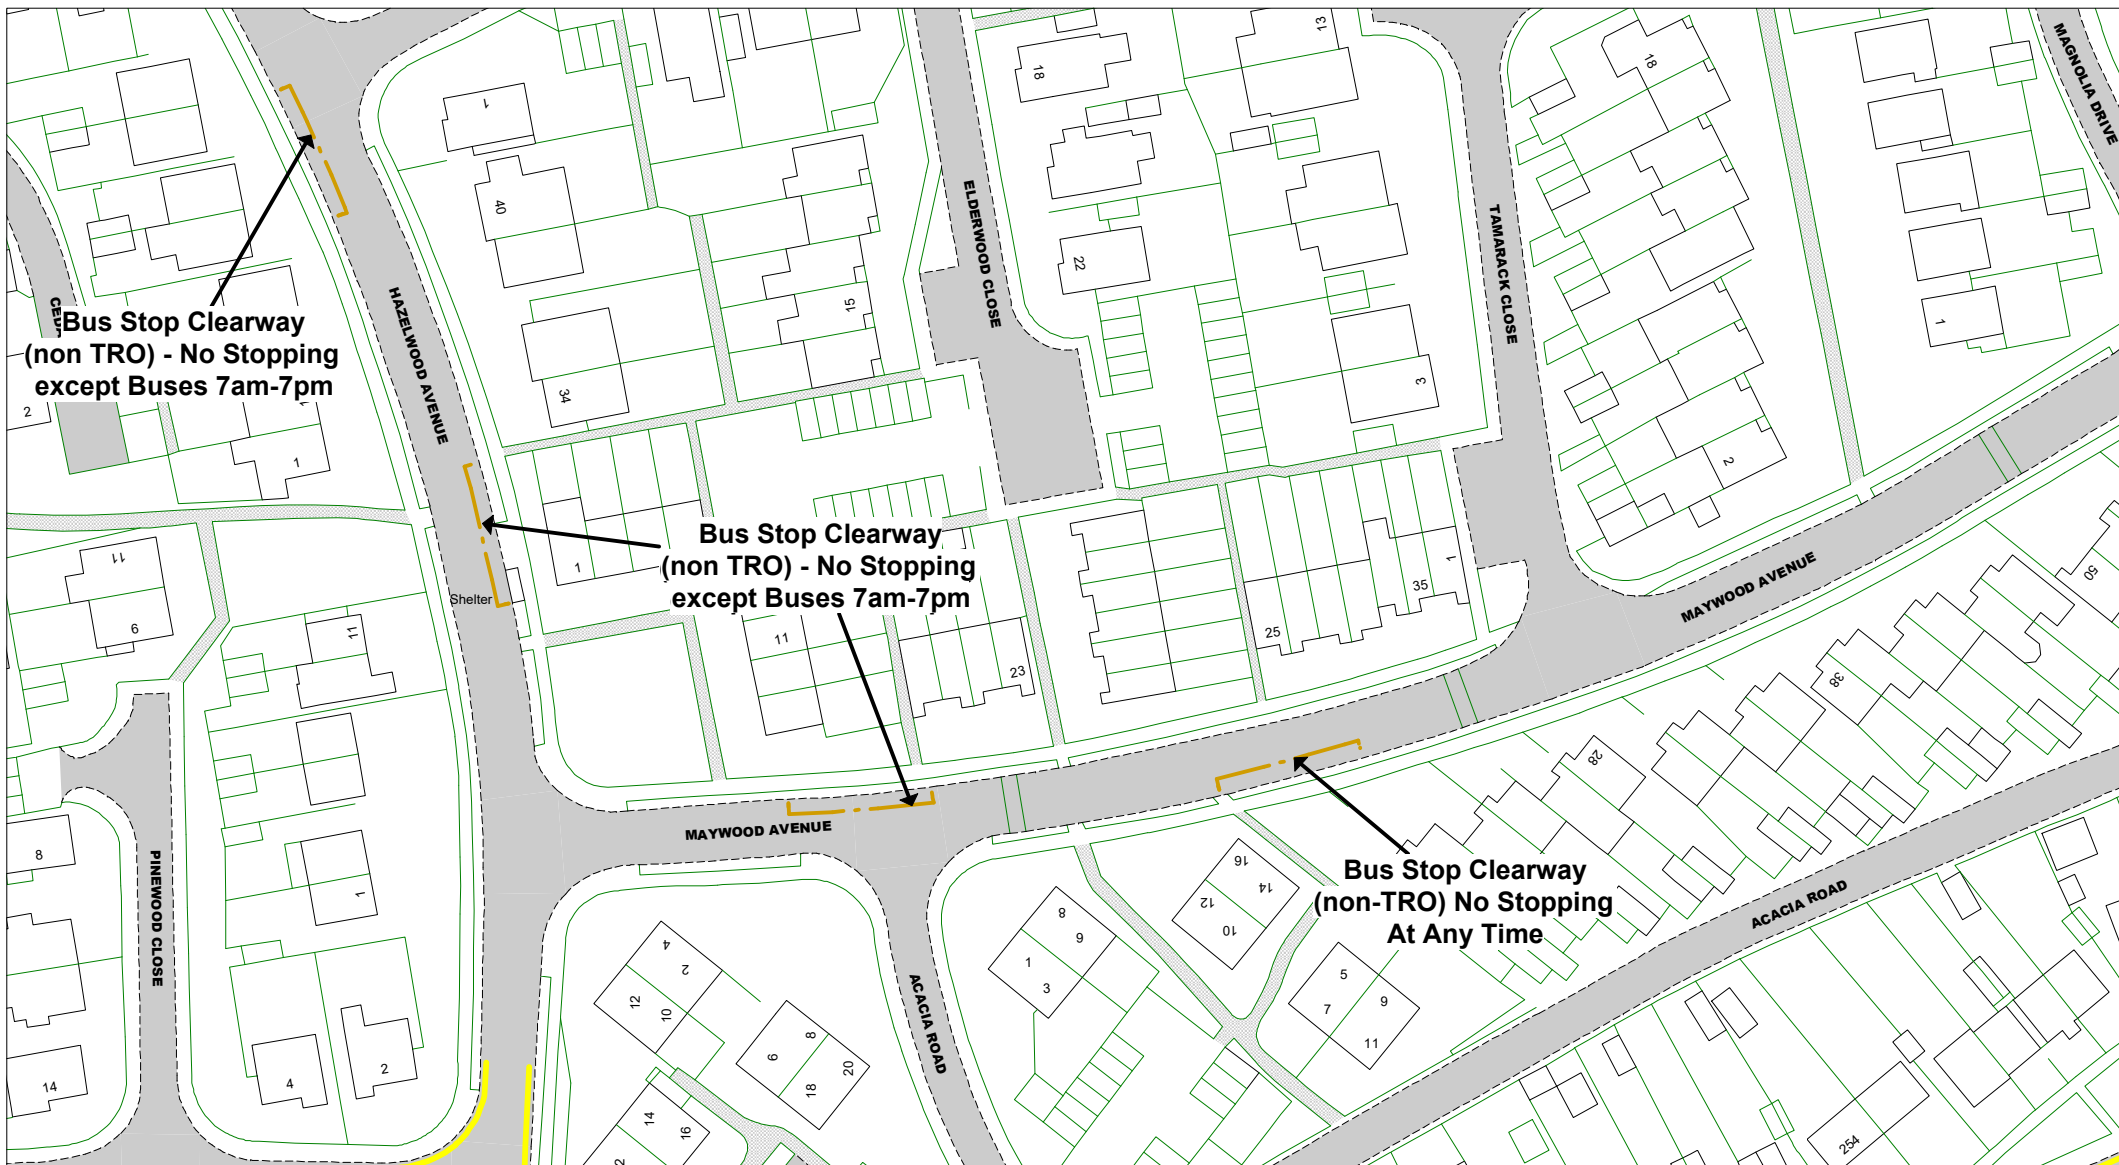 13
18
18
MAGNOLIA DRIVE
1
40
ELDERWOOD CLOSE
TAMARACK CLOSE
22
15
HAZELWOOD AVENUE
Bus Stop Clearway
(non TRO) - No Stopping
except Buses 7am-7pm
1
34
3
2
1
2
Bus Stop Clearway
(non TRO) - No Stopping
except Buses 7am-7pm
1
11
Shelter
6
11
11
23
25
35
1
MAYWOOD AVENUE
50
38
28
MAYWOOD AVENUE
8
PINEWOOD CLOSE
1
16
14
12
10
Bus Stop Clearway
(non-TRO) No Stopping
At Any Time
ACACIA ROAD
8
6
1
3
5
7
9
11
4
2
12
10
ACACIA ROAD
8
6
20
18
14
4
2
14
16
2
254